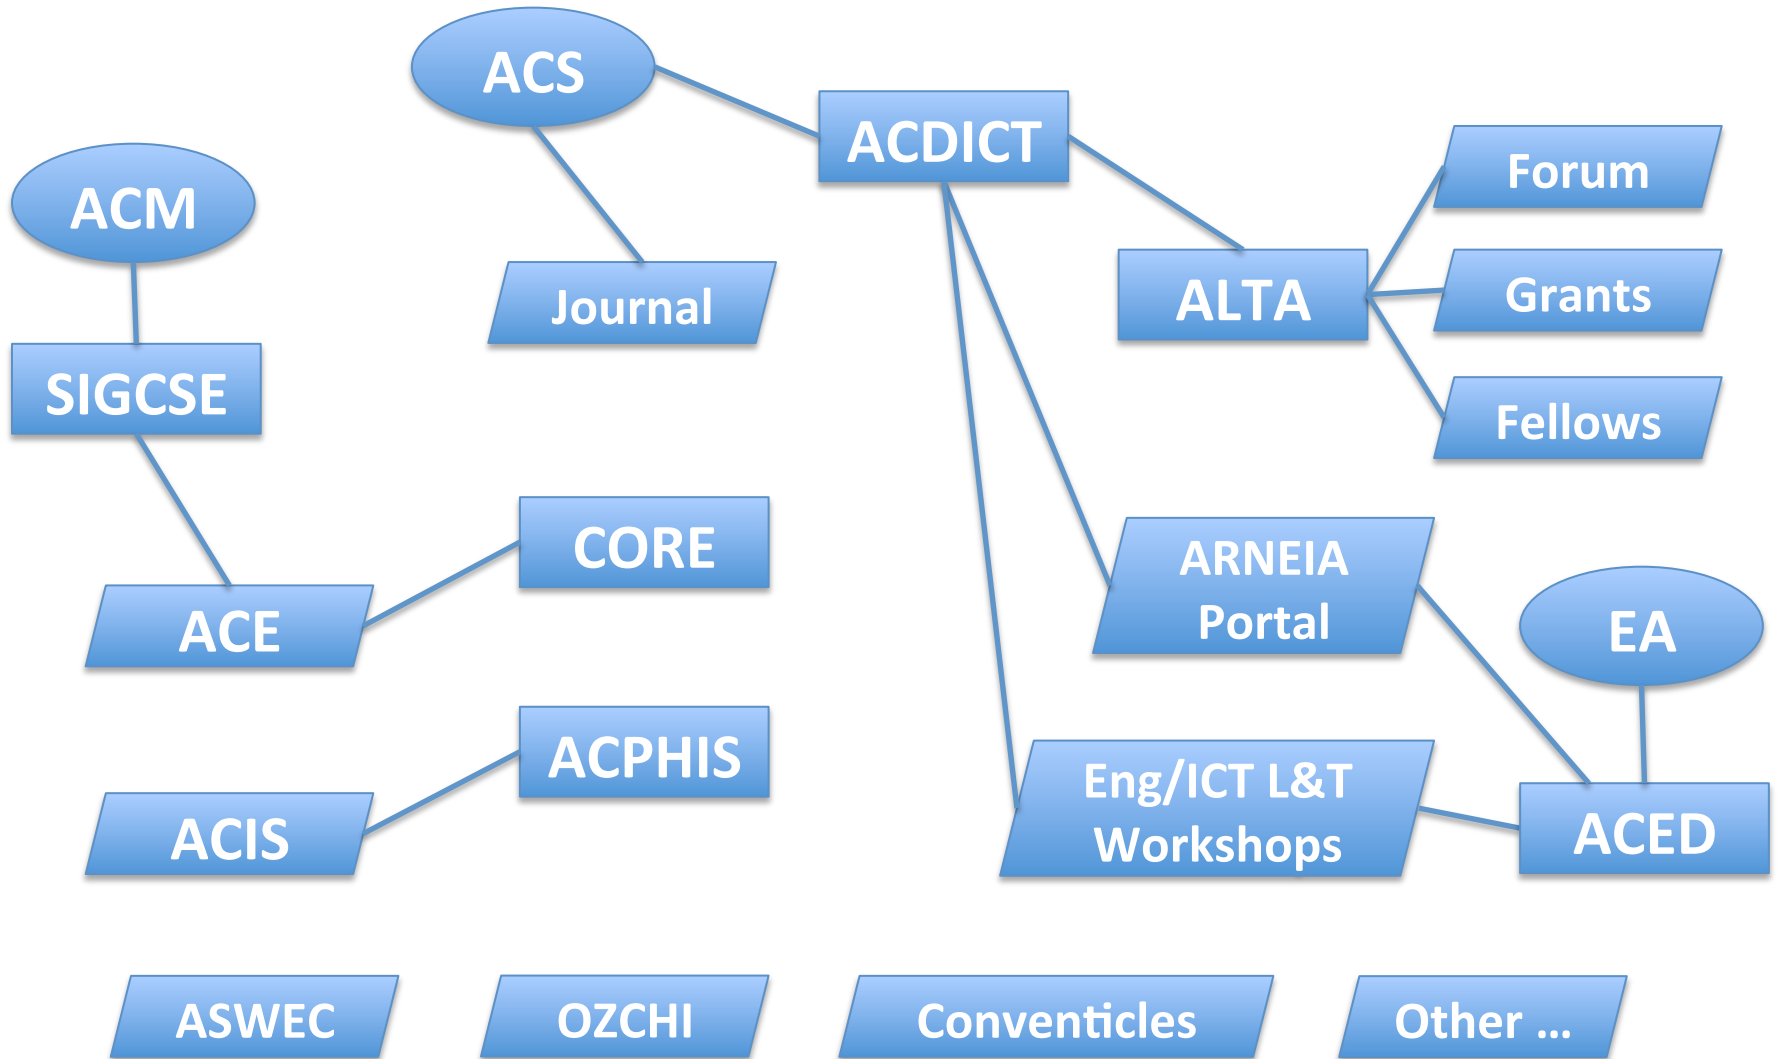 ACS
ACDICT
Forum
ACM
Journal
ALTA
Grants
SIGCSE
Fellows
CORE
ARNEIA
Portal
ACE
EA
ACPHIS
Eng/ICT L&T
Workshops
ACIS
ACED
ASWEC
OZCHI
Conventicles
Other ...